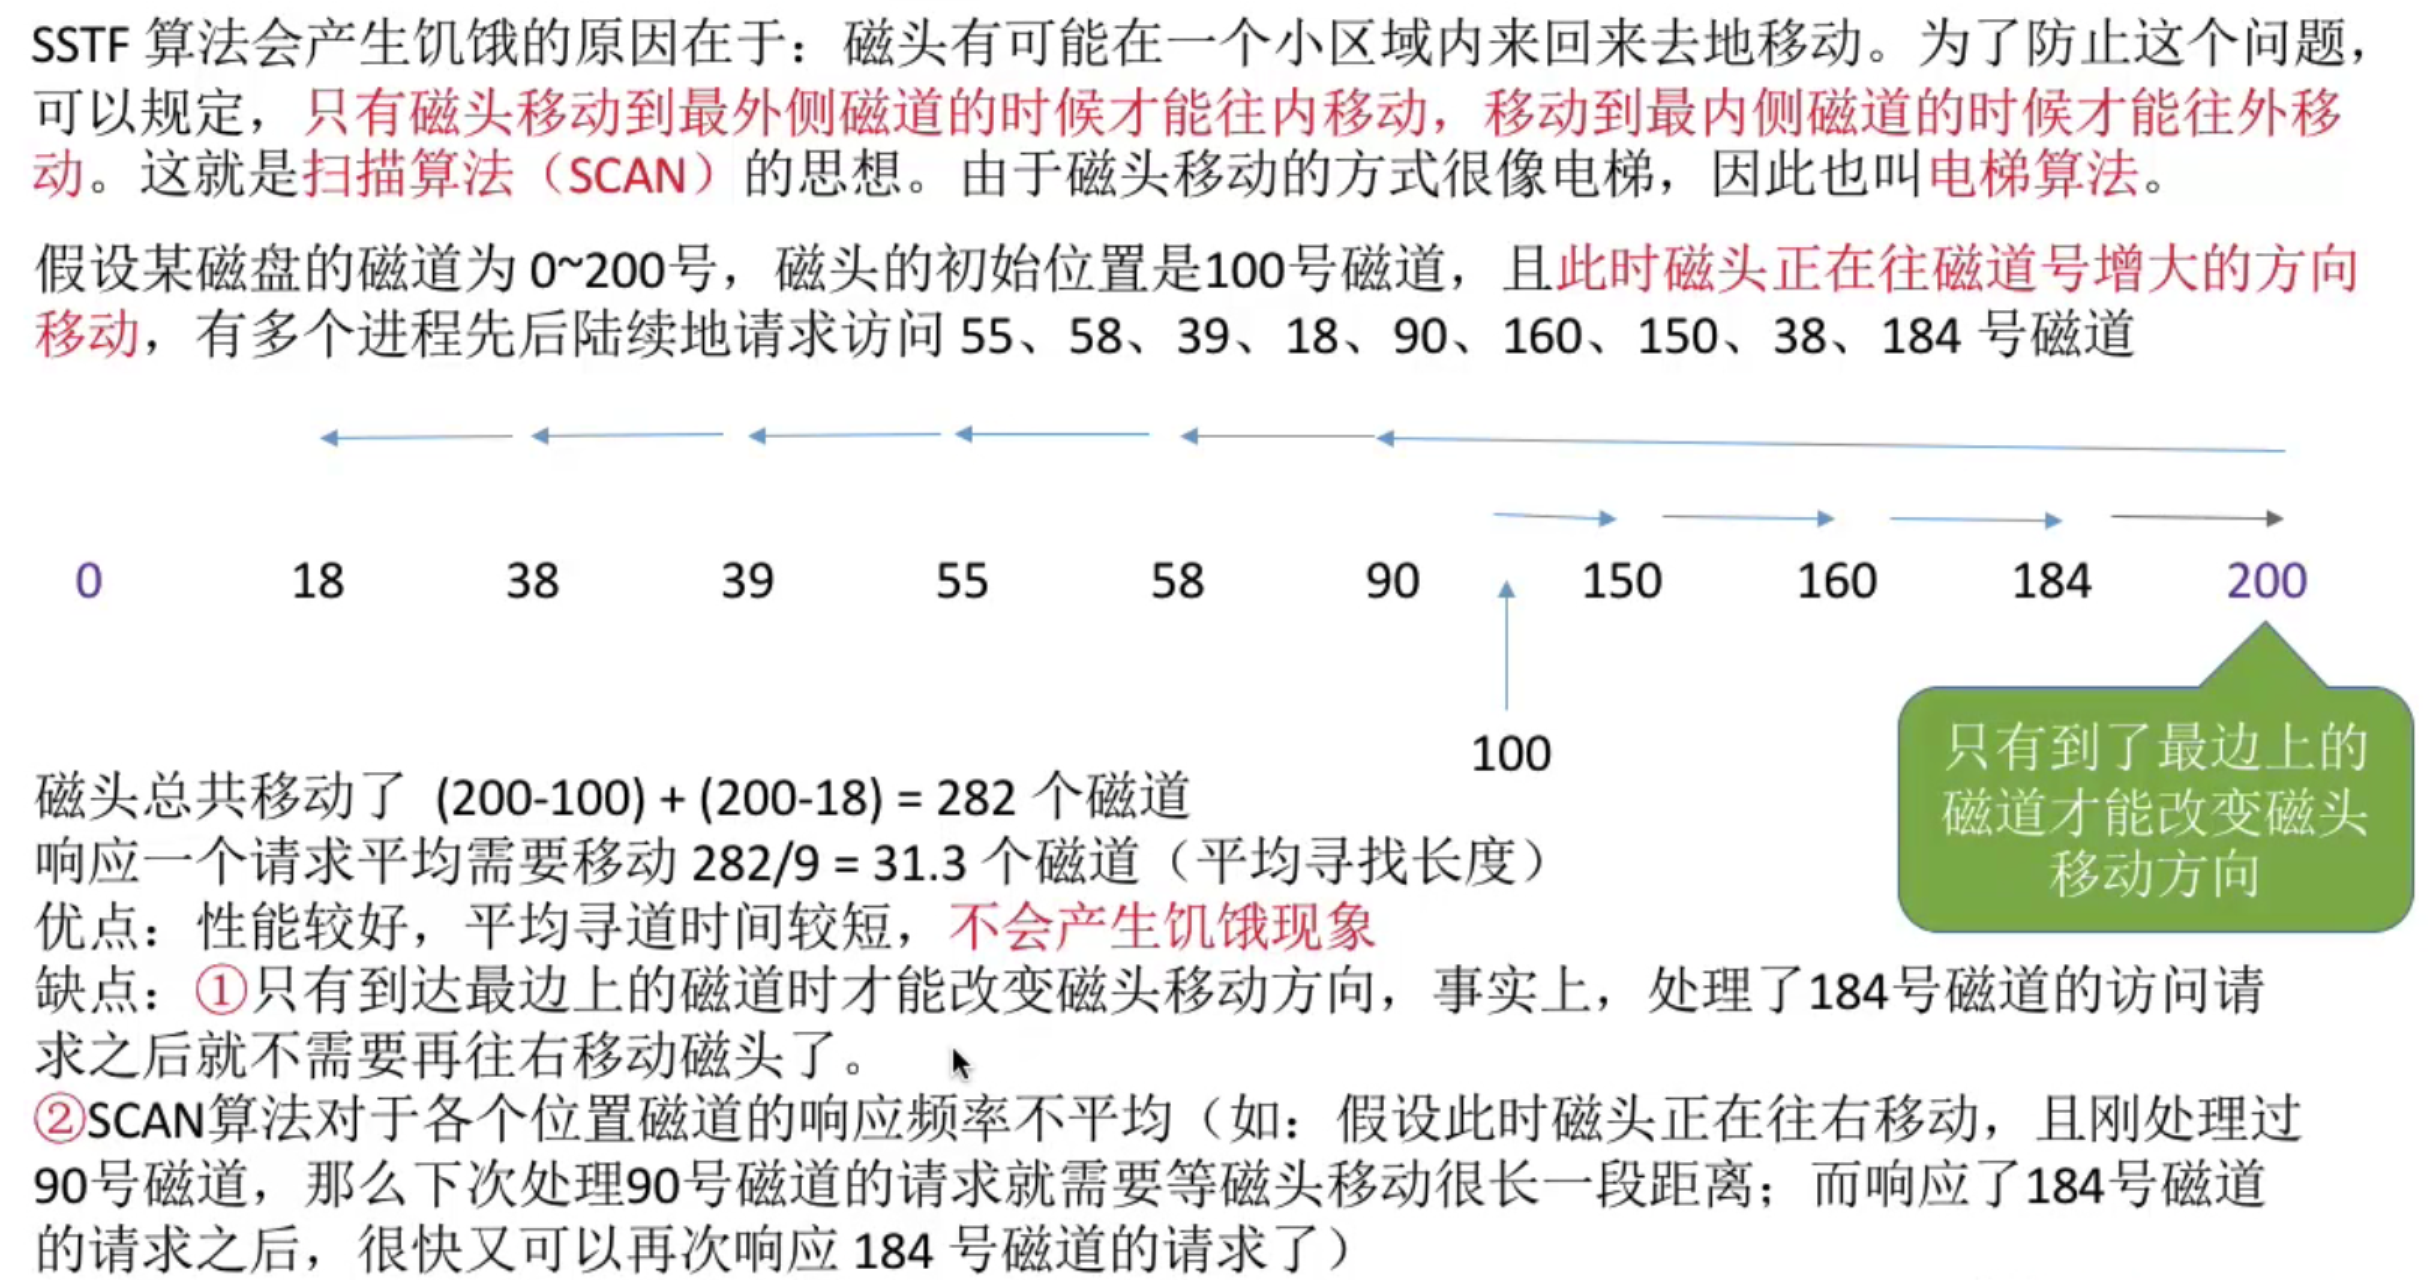 SSTF 算法会产生饥饿的原因在于：磁头有可能在一个小区域内来回来去地移动。为了防止这个问题，
可以规定，只有磁头移动到最外侧磁道的时候才能往内移动，移动到最内侧磁道的时候才能往外移
动。这就是扫描算法（SCAN）的思想。由于磁头移动的方式很像电梯，因此也叫电梯算法。
假设某磁盘的磁道为 0~200号，磁头的初始位置是100号磁道，且此时磁头正在往磁道号增大的方向
移动，有多个进程先后陆续地请求访问 55、58、39、18、90、160、150、38、184 号磁道
0 18 38 39 55 58 90 150 160 184 200
100
只有到了最边上的
磁道才能改变磁头
移动方向
磁头总共移动了 (200-100) + (200-18) = 282 个磁道
响应一个请求平均需要移动 282/9 = 31.3 个磁道（平均寻找长度）
优点：性能较好，平均寻道时间较短，不会产生饥饿现象
缺点：①只有到达最边上的磁道时才能改变磁头移动方向，事实上，处理了184号磁道的访问请
求之后就不需要再往右移动磁头了。
②SCAN算法对于各个位置磁道的响应频率不平均（如：假设此时磁头正在往右移动，且刚处理过
90号磁道，那么下次处理90号磁道的请求就需要等磁头移动很长一段距离；而响应了184号磁道
的请求之后，很快又可以再次响应 184 号磁道的请求了）